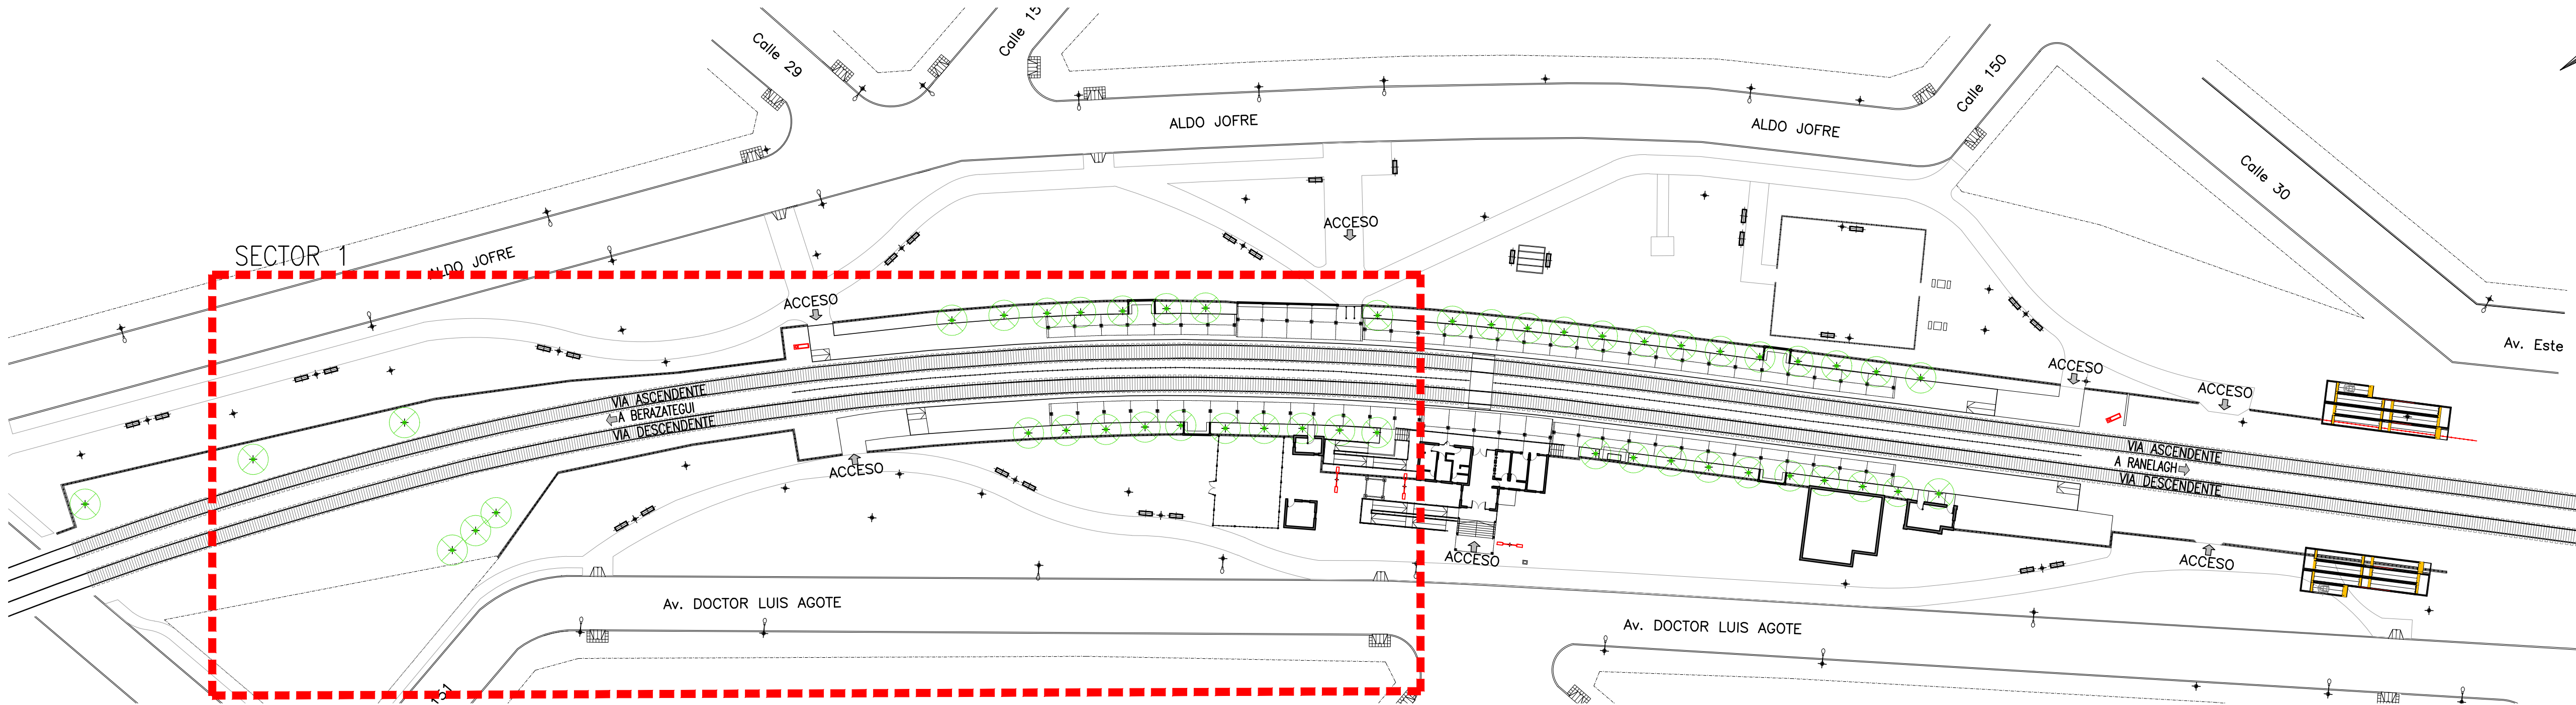 Calle 29
Calle 15
Calle 150
ALDO JOFRE
ALDO JOFRE
Calle 30
ACCESO
SECTOR 1
ALDO JOFRE
ACCESO
Av. Este
ACCESO
ACCESO
VIA ASCENDENTE
A BERAZATEGUI
VIA DESCENDENTE
VIA ASCENDENTE
A RANELAGH
VIA DESCENDENTE
ACCESO
ACCESO
ACCESO
Av. DOCTOR LUIS AGOTE
Av. DOCTOR LUIS AGOTE
151